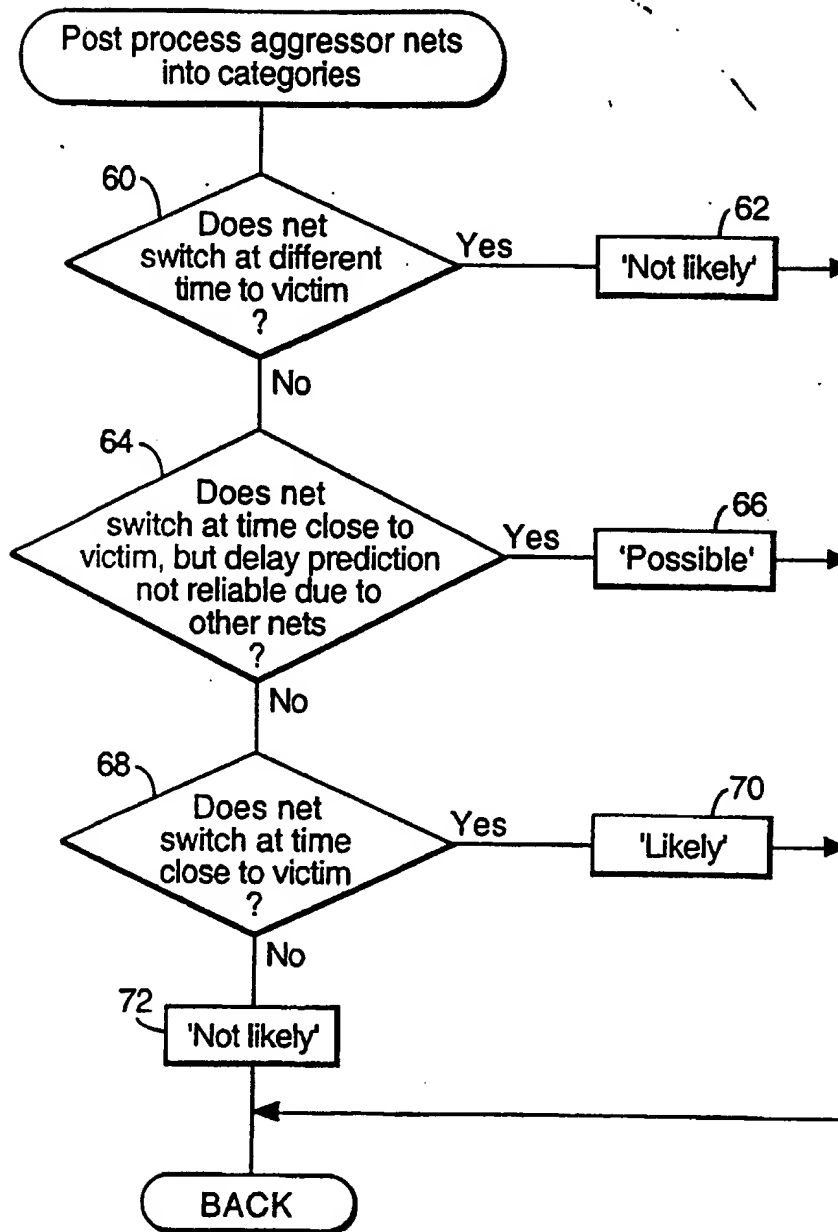 Post process aggressor nets
into categories
60
Does net
switch at different
time to victim
?
Yes
62
'Not likely'
No
64
Does net
switch at time close to
victim, but delay prediction
not reliable due to
other nets
?
Yes
66
'Possible'
No
68
Does net
switch at time
close to victim
?
Yes
70
'Likely'
No
72
'Not likely'
BACK